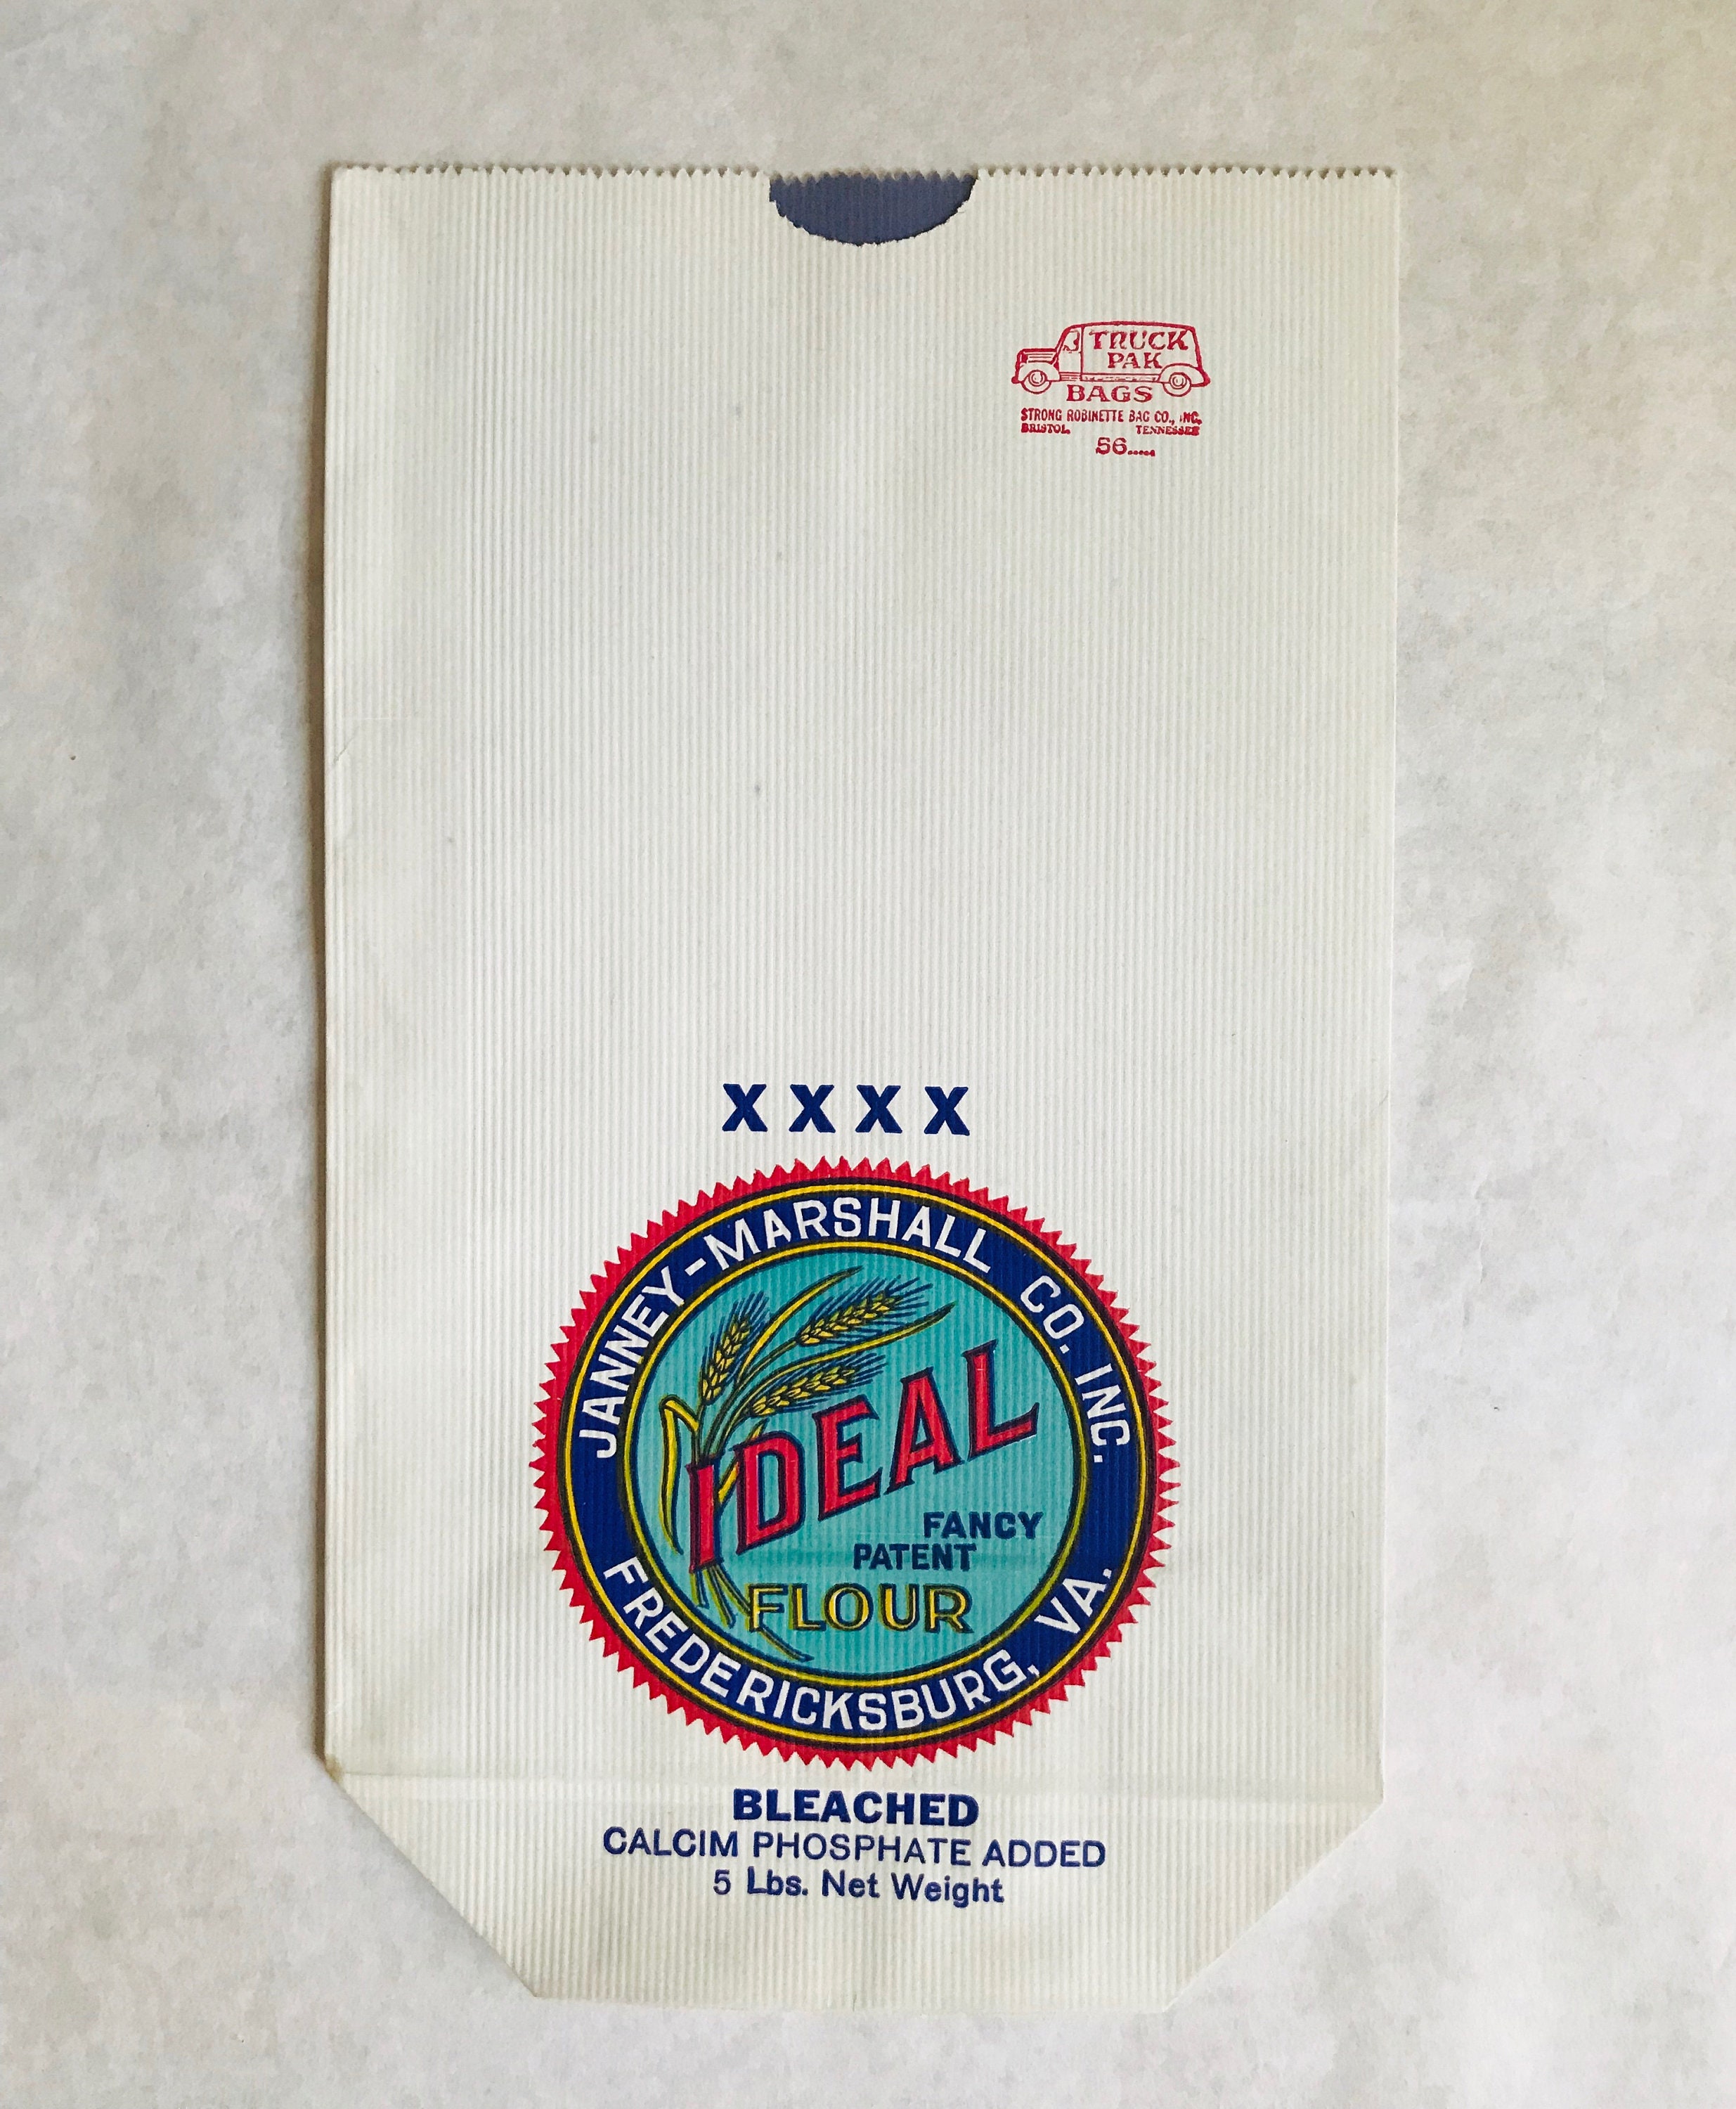 TRUCK
PAK
BAGS
STRONG ROBINETTE BAG CO., INC.
BRISTOL TENNESSEE
56.....
XXXX
JANNEY-MARSHALL CO. INC.
IDEAL
FANCY
PATENT
FLOUR
FREDERICKSBURG, VA.
BLEACHED
CALCIM PHOSPHATE ADDED
5 Lbs. Net Weight